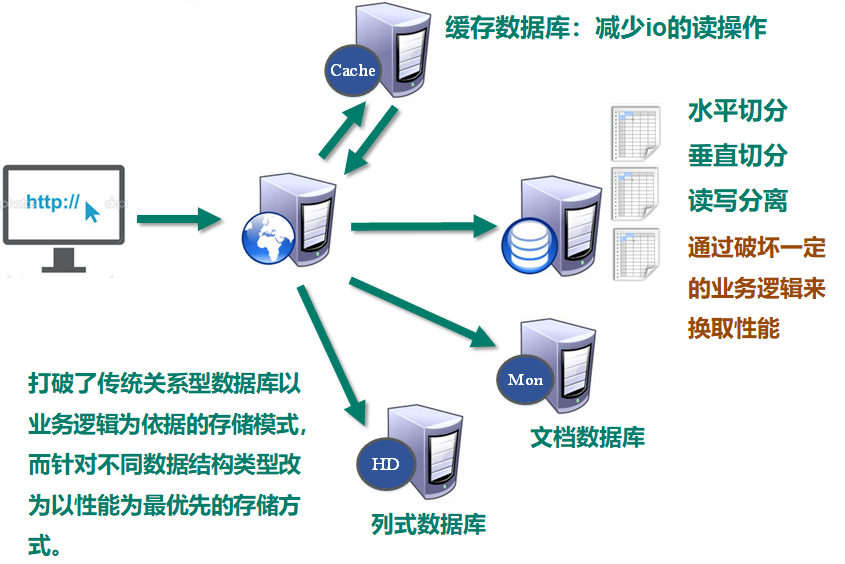 缓存数据库：减少io的读操作
Cache
水平切分
垂直切分
读写分离
通过破坏一定
的业务逻辑来
换取性能
http://
Mon
文档数据库
HD
列式数据库
打破了传统关系型数据库以
业务逻辑为依据的存储模式，
而针对不同数据结构类型改
为以性能为最优先的存储方
式。